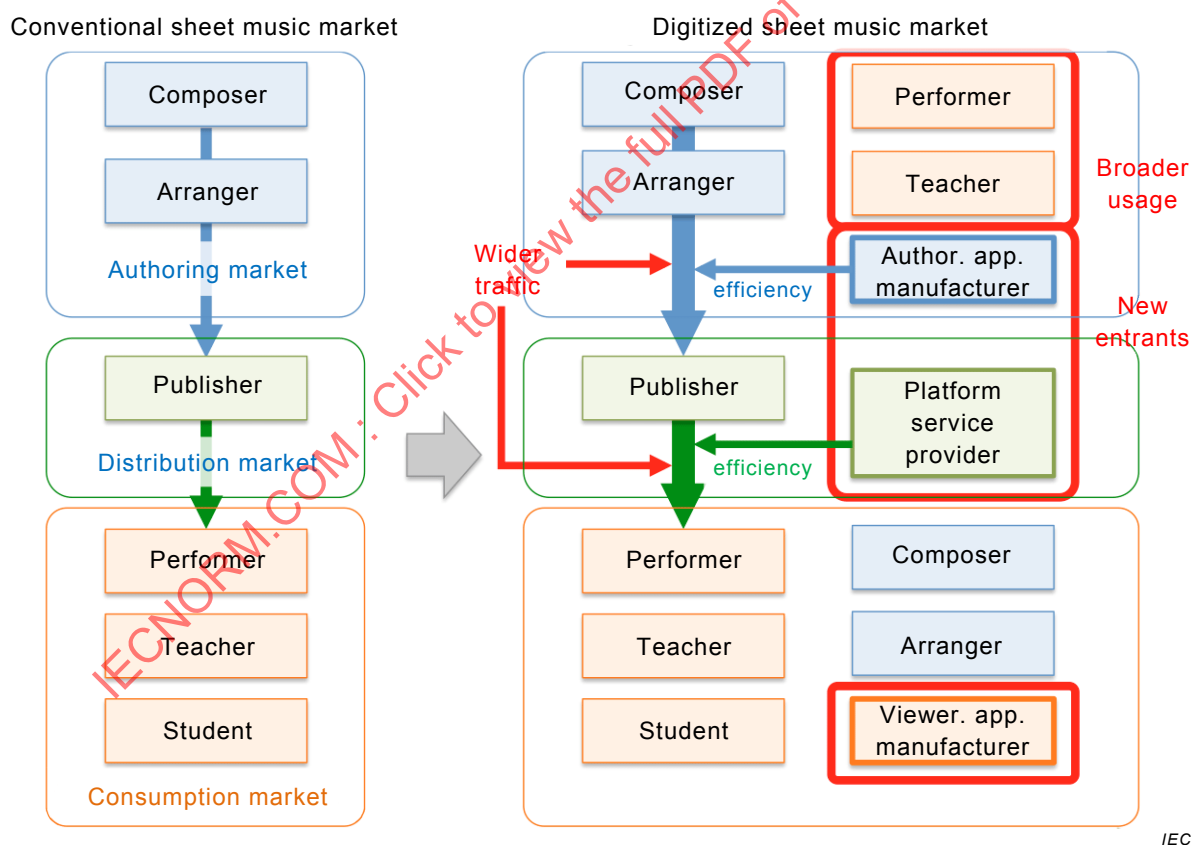 Conventional sheet music market
Composer
Arranger
Authoring market
Publisher
Distribution market
Performer
Teacher
Student
Consumption market
Digitized sheet music market
Composer
Performer
Arranger
Teacher
Broader
usage
Wider
traffic
efficiency
Author. app.
manufacturer
New
entrants
Publisher
Platform
service
provider
efficiency
Performer
Composer
Teacher
Arranger
Student
Viewer. app.
manufacturer
IECNORM.COM : Click to view the full PDF of
IEC